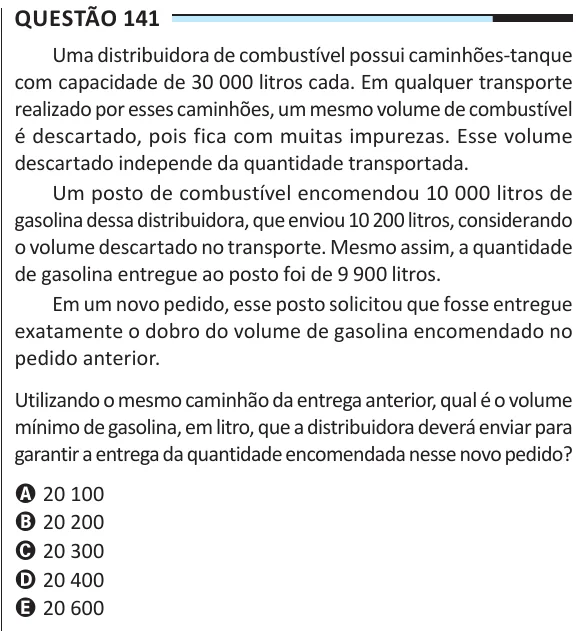 QUESTÃO 141
Uma distribuidora de combustível possui caminhões-tanque
com capacidade de 30 000 litros cada. Em qualquer transporte
realizado por esses caminhões, um mesmo volume de combustível
é descartado, pois fica com muitas impurezas. Esse volume
descartado independe da quantidade transportada.
Um posto de combustível encomendou 10 000 litros de
gasolina dessa distribuidora, que enviou 10 200 litros, considerando
o volume descartado no transporte. Mesmo assim, a quantidade
de gasolina entregue ao posto foi de 9 900 litros.
Em um novo pedido, esse posto solicitou que fosse entregue
exatamente o dobro do volume de gasolina encomendado no
pedido anterior.
Utilizando o mesmo caminhão da entrega anterior, qual é o volume
mínimo de gasolina, em litro, que a distribuidora deverá enviar para
garantir a entrega da quantidade encomendada nesse novo pedido?
A 20 100
B 20 200
C 20 300
D 20 400
E 20 600